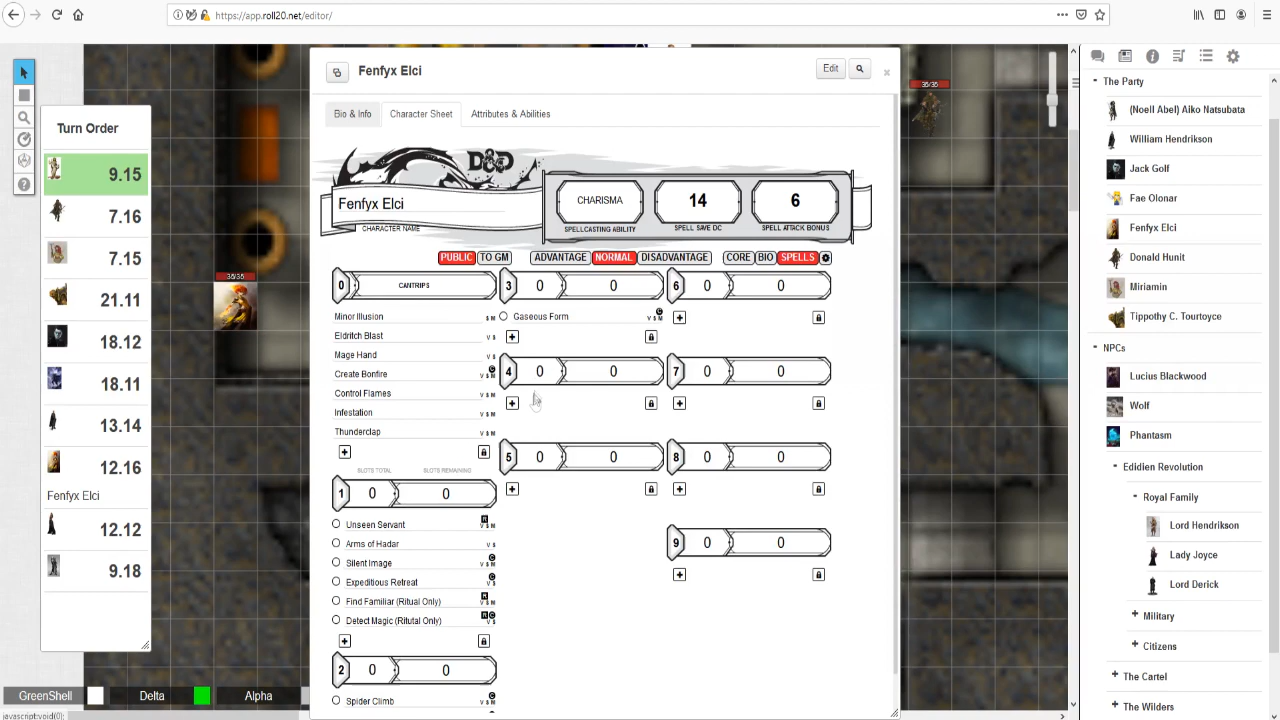 https://app.roll20.net/editor/
Fenfyx Elci
Edit
Bio & Info
Character Sheet
Attributes & Abilities
D&D
Fenfyx Elci
CHARACTER NAME
CHARISMA
SPELLCASTING ABILITY
14
SPELL SAVE DC
6
SPELL ATTACK BONUS
PUBLIC TO GM
ADVANTAGE NORMAL DISADVANTAGE
CORE BIO SPELLS
0 CANTRIPS
Minor Illusion S M
Eldritch Blast V S
Mage Hand V S
Create Bonfire C V S M
Control Flames V S M
Infestation V S M
Thunderclap V S M
+
SLOTS TOTAL SLOTS REMAINING
1 0 0
Unseen Servant R V S M
Arms of Hadar V S
Silent Image C V S M
Expeditious Retreat C V S
Find Familiar (Ritual Only) R V S M
Detect Magic (Ritutal Only) R C V S
+
2 0 0
Spider Climb C V S M
3 0 0
Gaseous Form C V S M
+
4 0 0
+
5 0 0
+
6 0 0
+
7 0 0
+
8 0 0
+
9 0 0
+
Turn Order
9.15
7.16
7.15
21.11
18.12
18.11
13.14
12.16
Fenfyx Elci
12.12
9.18
35/35
35/35
GreenShell
Delta
Alpha
javascript:void(0);
The Party
(Noell Abel) Aiko Natsubata
William Hendrikson
Jack Golf
Fae Olonar
Fenfyx Elci
Donald Hunit
Miriamin
Tippothy C. Tourtoyce
NPCs
Lucius Blackwood
Wolf
Phantasm
Edidien Revolution
Royal Family
Lord Hendrikson
Lady Joyce
Lord Derick
+ Military
+ Citizens
+ The Cartel
+ The Wilders